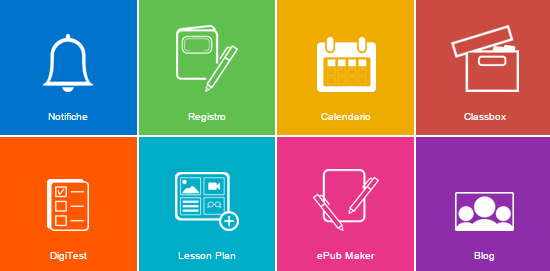 Notifiche
Registro
Calendario
Classbox
DigiTest
Lesson Plan
ePub Maker
Blog